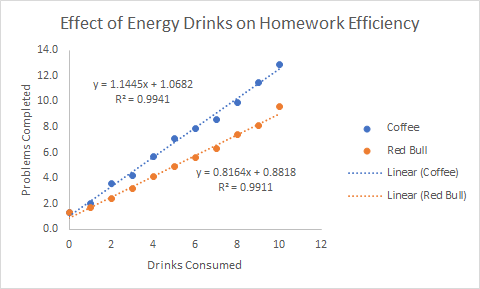 Effect of Energy Drinks on Homework Efficiency
14.0
12.0
10.0
8.0
6.0
4.0
2.0
0.0
Problems Completed
y = 1.1445x + 1.0682
R² = 0.9941
y = 0.8164x + 0.8818
R² = 0.9911
0 2 4 6 8 10 12
Drinks Consumed
Coffee
Red Bull
Linear (Coffee)
Linear (Red Bull)